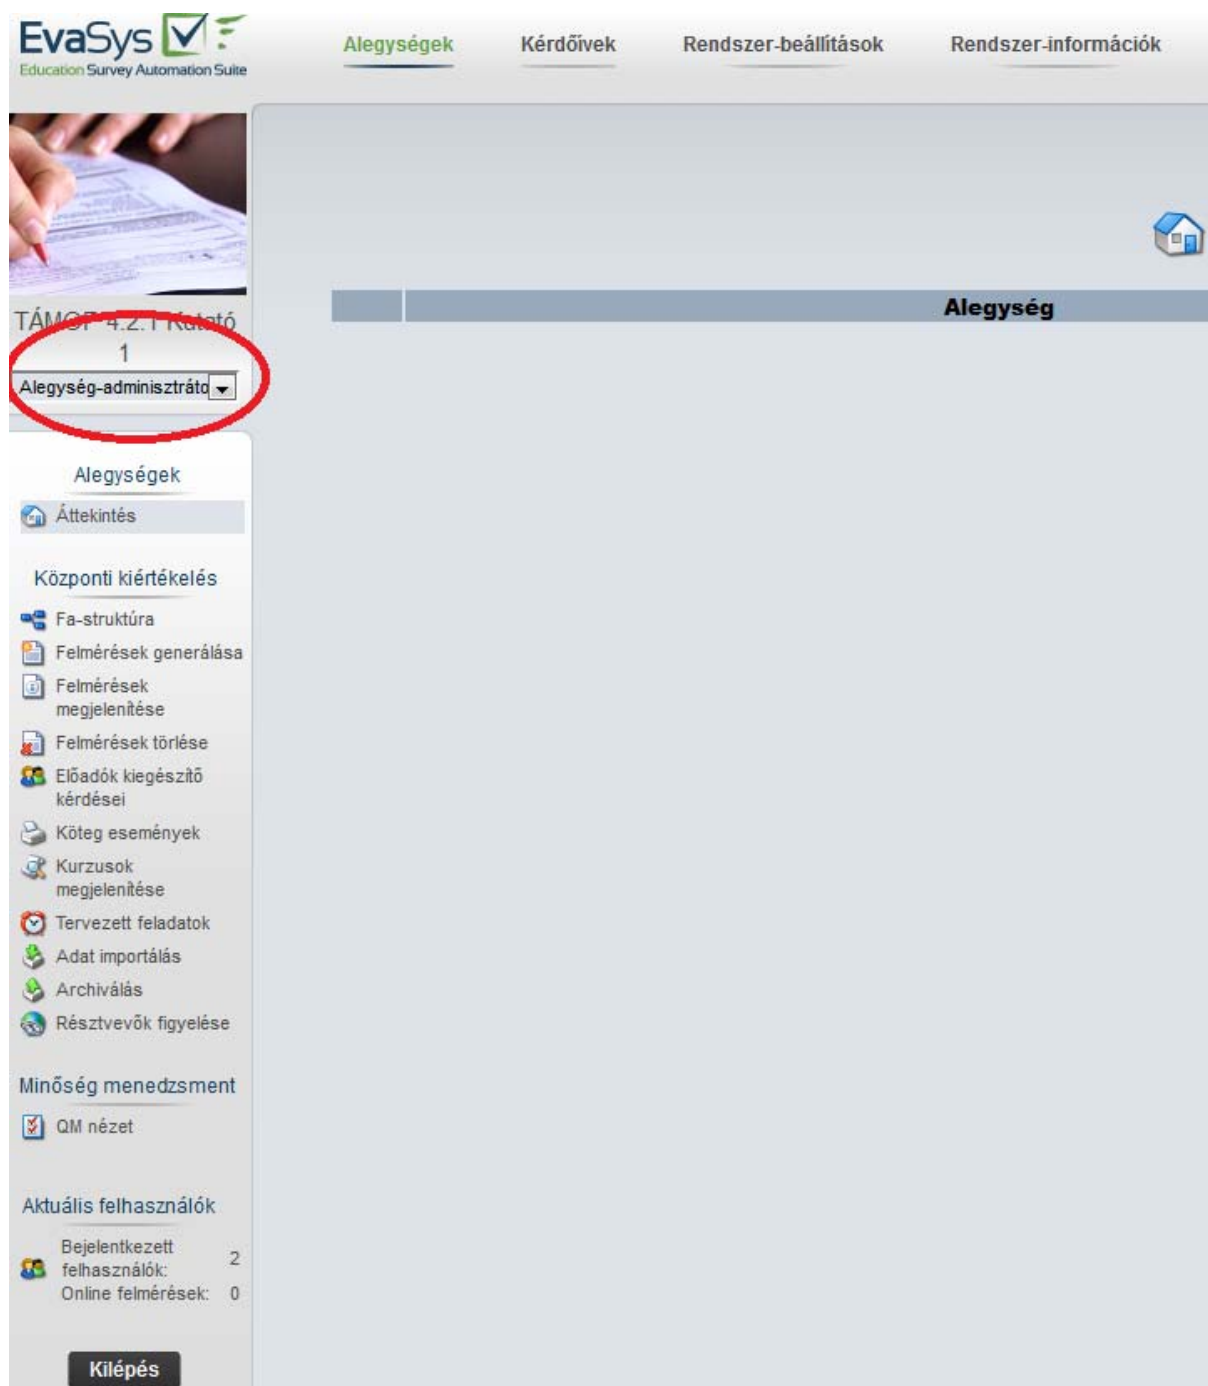 EvaSys
Education Survey Automation Suite
Alegységek Kérdőívek Rendszer-beállítások Rendszer-információk
TÁMOP 4.2.1 Kutató
1
Alegység-adminisztráto
Alegység
Alegységek
Áttekintés
Központi kiértékelés
Fa-struktúra
Felmérések generálása
Felmérések
megjelenítése
Felmérések törlése
Előadók kiegészítő
kérdései
Köteg események
Kurzusok
megjelenítése
Tervezett feladatok
Adat importálás
Archiválás
Résztvevők figyelése
Minőség menedzsment
QM nézet
Aktuális felhasználók
Bejelentkezett
felhasználók: 2
Online felmérések: 0
Kilépés